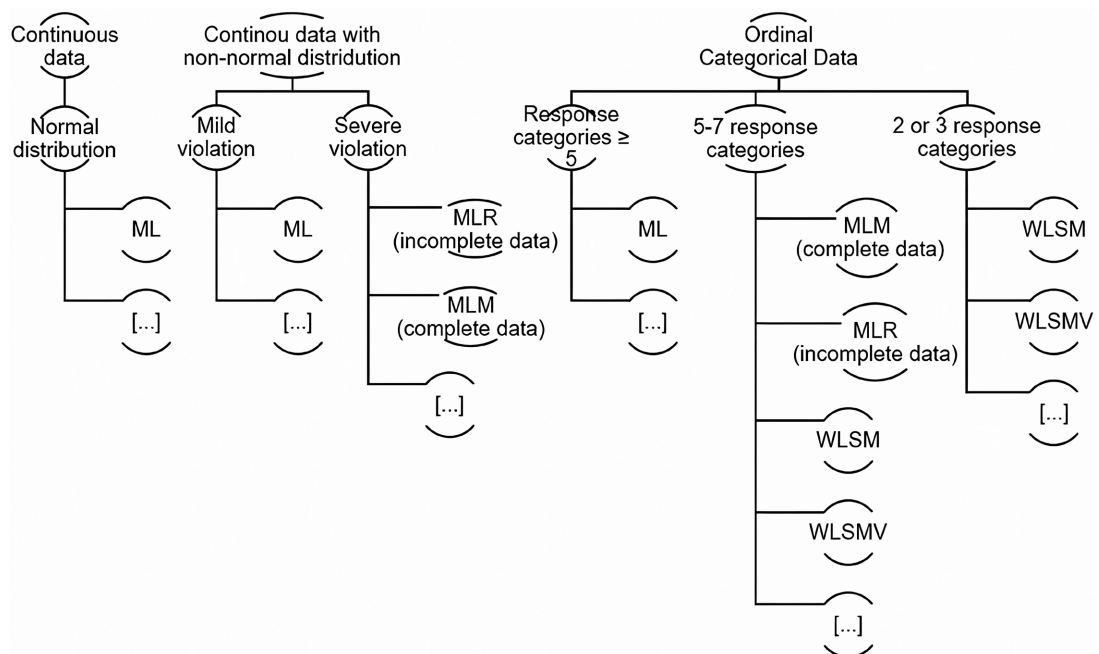 Continuous
data
Normal
distribution
ML
[...]
Continou data with
non-normal distridution
Mild
violation
ML
[...]
Severe
violation
MLR
(incomplete data)
MLM
(complete data)
[...]
Ordinal
Categorical Data
Response
categories ≥
5
ML
[...]
5-7 response
categories
MLM
(complete data)
MLR
(incomplete data)
WLSM
WLSMV
[...]
2 or 3 response
categories
WLSM
WLSMV
[...]